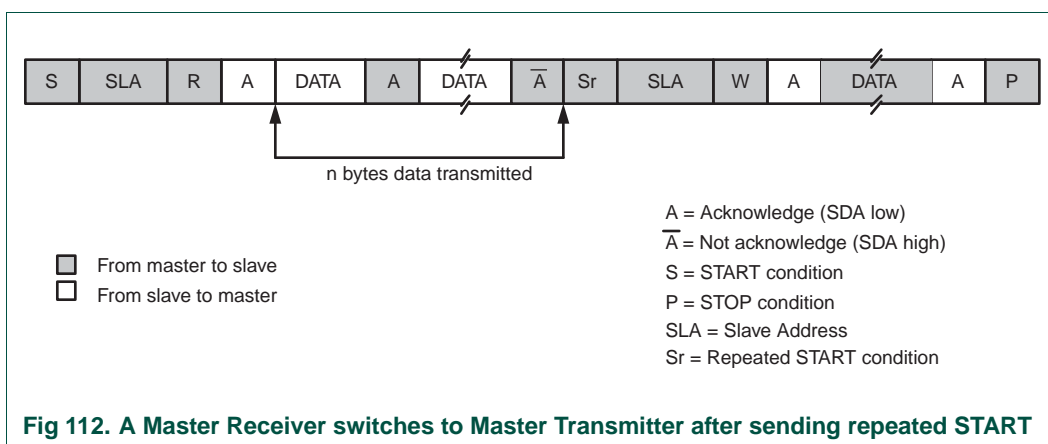 S SLA R A DATA A DATA A̅ Sr SLA W A DATA A P
n bytes data transmitted
From master to slave
From slave to master
A = Acknowledge (SDA low)
A̅ = Not acknowledge (SDA high)
S = START condition
P = STOP condition
SLA = Slave Address
Sr = Repeated START condition
Fig 112. A Master Receiver switches to Master Transmitter after sending repeated START